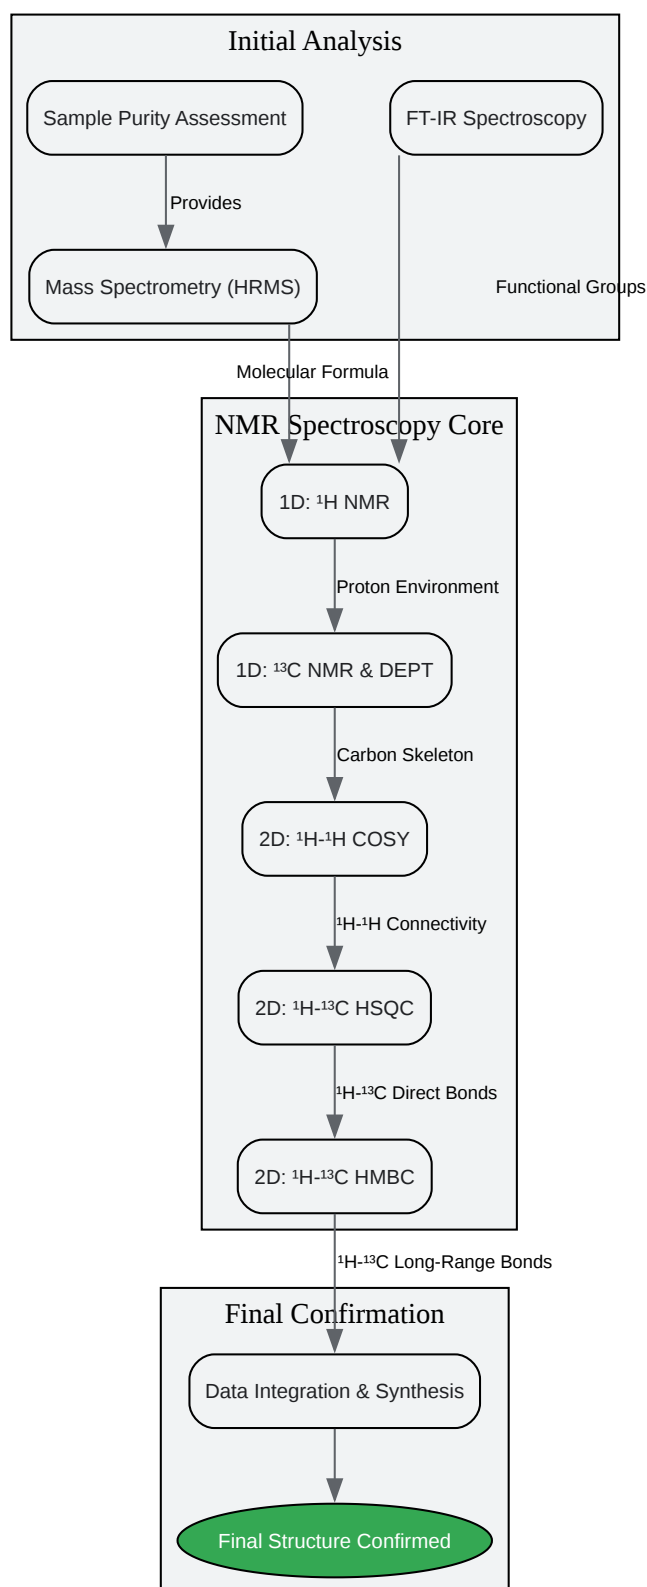 Initial Analysis
Sample Purity Assessment
FT-IR Spectroscopy
Provides
Mass Spectrometry (HRMS)
Functional Groups
Molecular Formula
NMR Spectroscopy Core
1D: ¹H NMR
Proton Environment
1D: ¹³C NMR & DEPT
Carbon Skeleton
2D: ¹H-¹H COSY
¹H-¹H Connectivity
2D: ¹H-¹³C HSQC
¹H-¹³C Direct Bonds
2D: ¹H-¹³C HMBC
¹H-¹³C Long-Range Bonds
Final Confirmation
Data Integration & Synthesis
Final Structure Confirmed